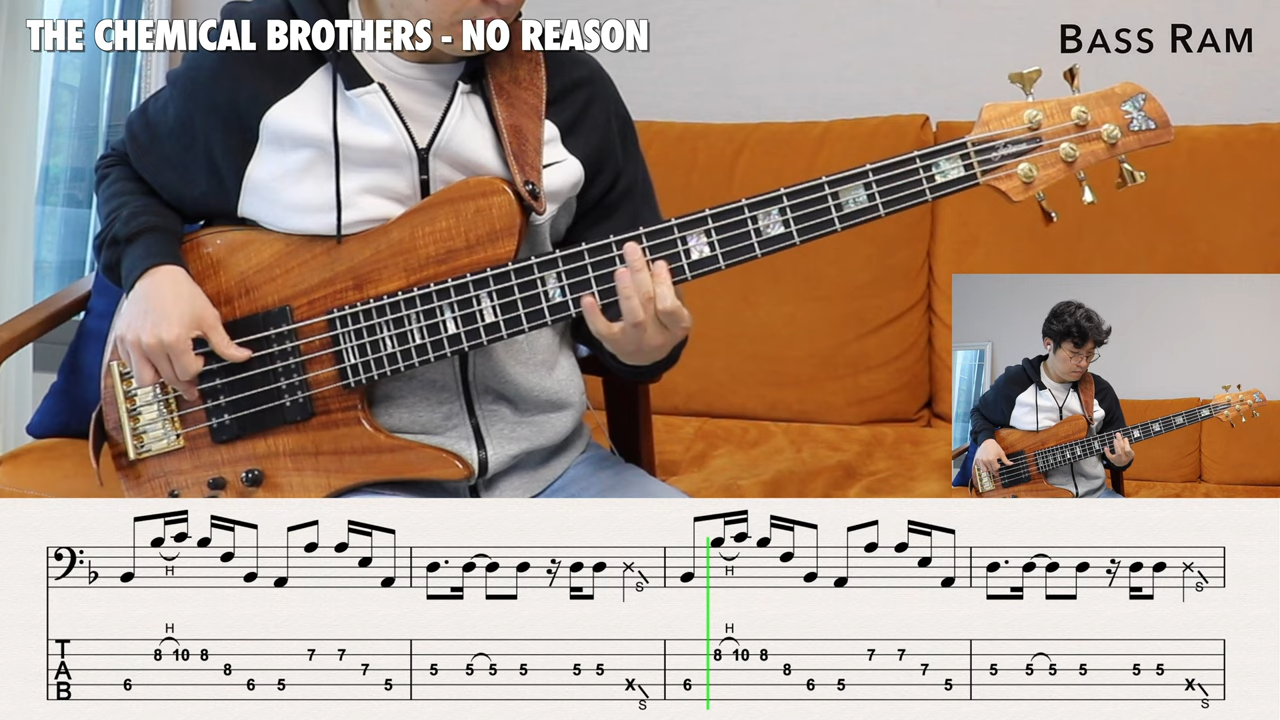 THE CHEMICAL BROTHERS - NO REASON
BASS RAM
H H
S S
H H
T 8 10 8 7 7 8 10 8 7 7
A 8 7 5 5 5 5 5 5 8 7 5 5 5 5 5 5
B 6 6 5 5 X 6 6 5 5 X
S S